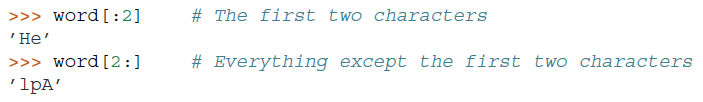 >>> word[:2]     # The first two characters
’He’
>>> word[2:]     # Everything except the first two characters
’lpA’